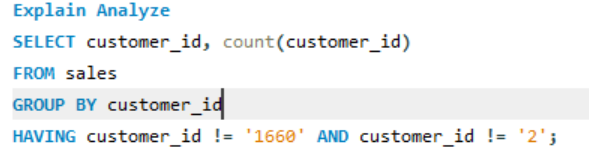 Explain Analyze
SELECT customer_id, count(customer_id)
FROM sales
GROUP BY customer_id
HAVING customer_id != '1660' AND customer_id != '2';